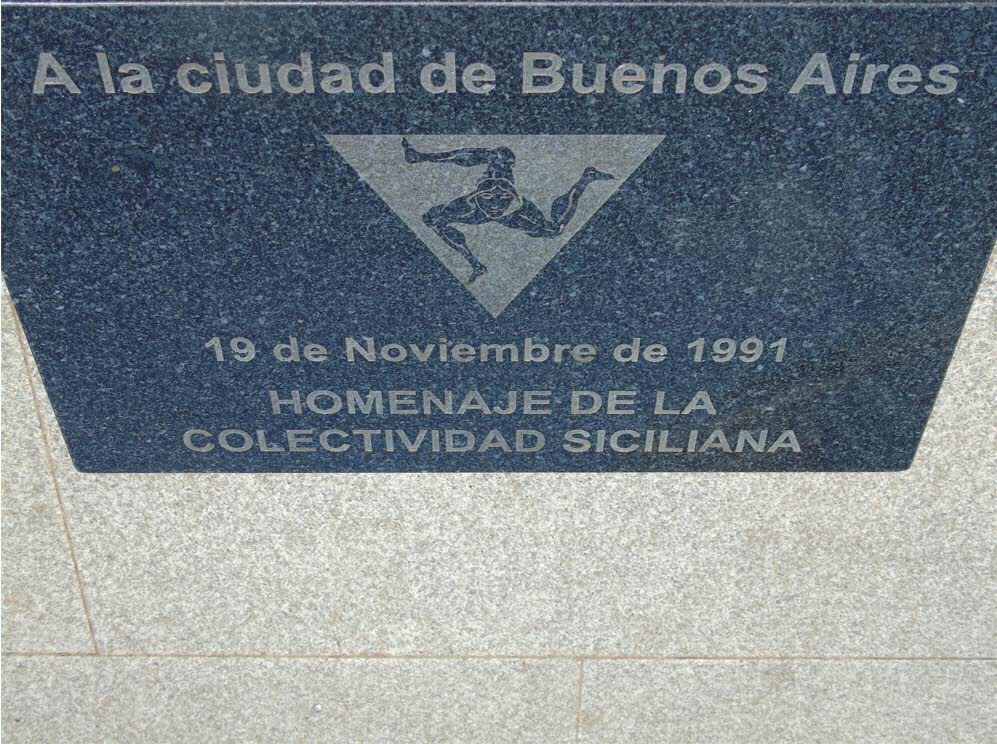 A la ciudad de Buenos Aires
19 de Noviembre de 1991
HOMENAJE DE LA
COLECTIVIDAD SICILIANA